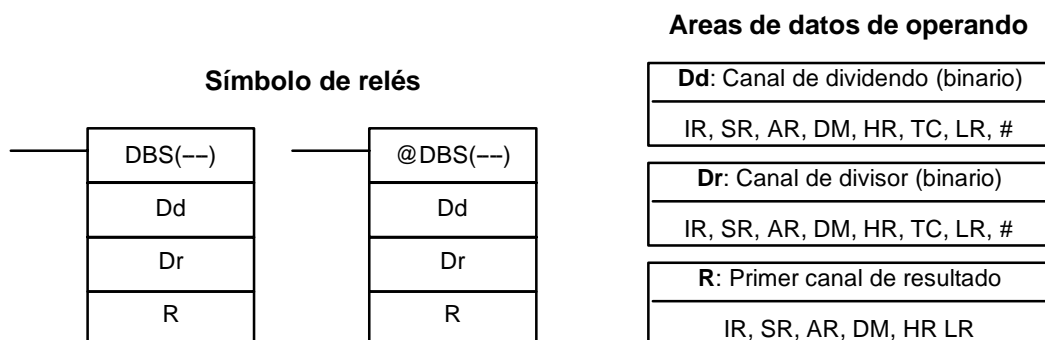 Areas de datos de operando
Símbolo de relés
Dd: Canal de dividendo (binario)
IR, SR, AR, DM, HR, TC, LR, #
Dr: Canal de divisor (binario)
IR, SR, AR, DM, HR, TC, LR, #
R: Primer canal de resultado
IR, SR, AR, DM, HR LR
DBS(−−)
Dd
Dr
R
@DBS(−−)
Dd
Dr
R